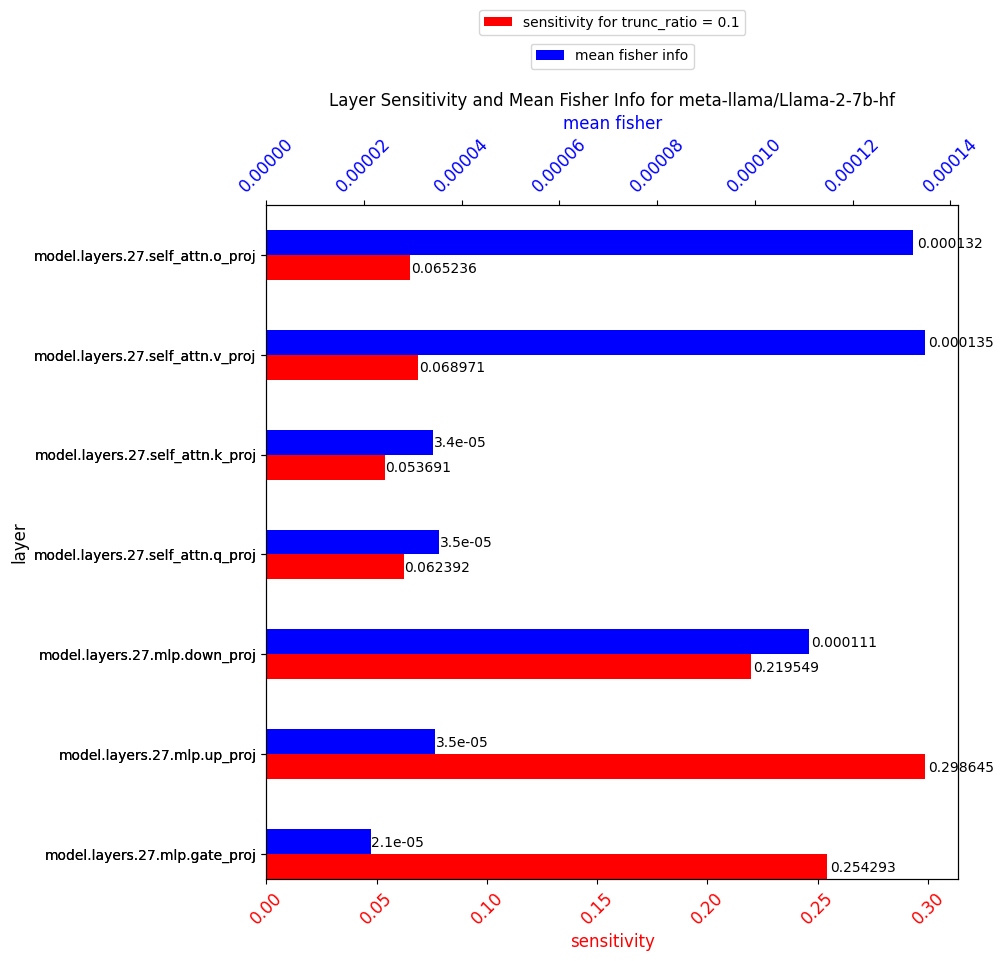 sensitivity for trunc_ratio = 0.1
mean fisher info
Layer Sensitivity and Mean Fisher Info for meta-llama/Llama-2-7b-hf
mean fisher
0.00000 0.00002 0.00004 0.00006 0.00008 0.00010 0.00012 0.00014
model.layers.27.self_attn.o_proj
0.000132
0.065236
model.layers.27.self_attn.v_proj
0.000135
0.068971
model.layers.27.self_attn.k_proj
3.4e-05
0.053691
model.layers.27.self_attn.q_proj
3.5e-05
0.062392
model.layers.27.mlp.down_proj
0.000111
0.219549
model.layers.27.mlp.up_proj
3.5e-05
0.298645
model.layers.27.mlp.gate_proj
2.1e-05
0.254293
layer
0.00 0.05 0.10 0.15 0.20 0.25 0.30
sensitivity